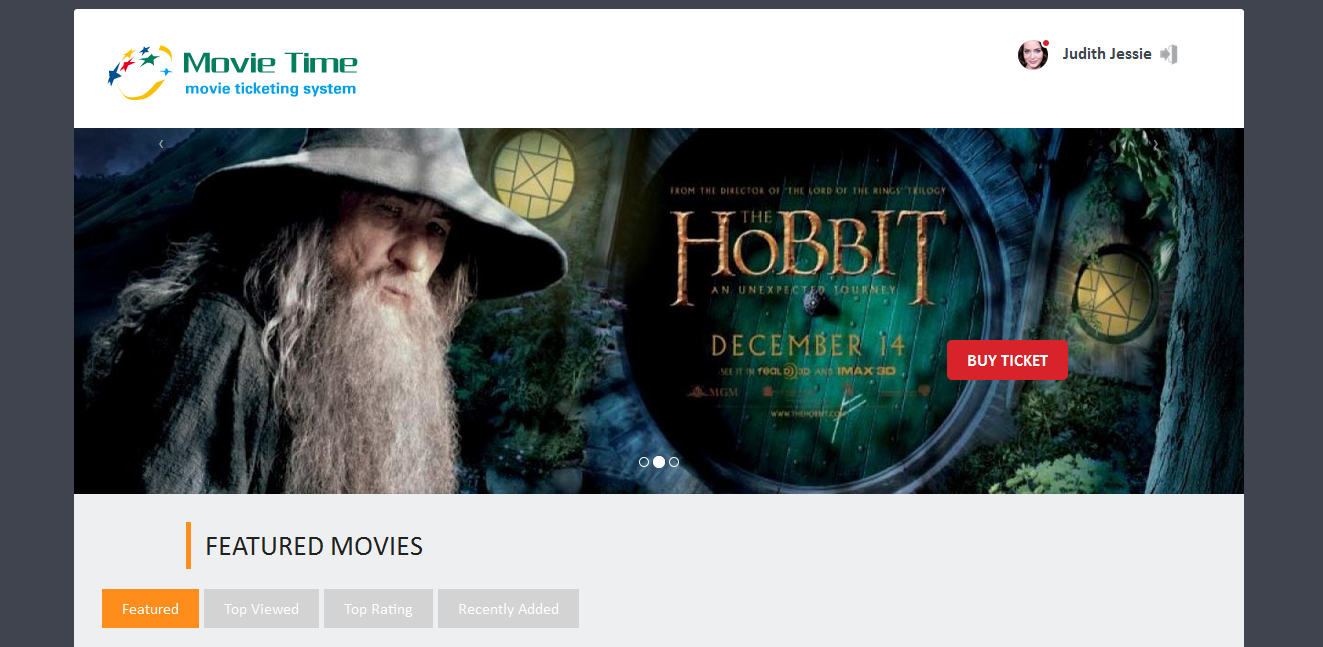 Movie Time
movie ticketing system
Judith Jessie
FROM THE DIRECTOR OF 'THE LORD OF THE RINGS' TRILOGY
THE
HOBBIT
AN UNEXPECTED JOURNEY
DECEMBER 14
SEE IT IN REALD 3D AND IMAX 3D
MGM
WWW.THEHOBBIT.COM
BUY TICKET
FEATURED MOVIES
Featured
Top Viewed
Top Rating
Recently Added